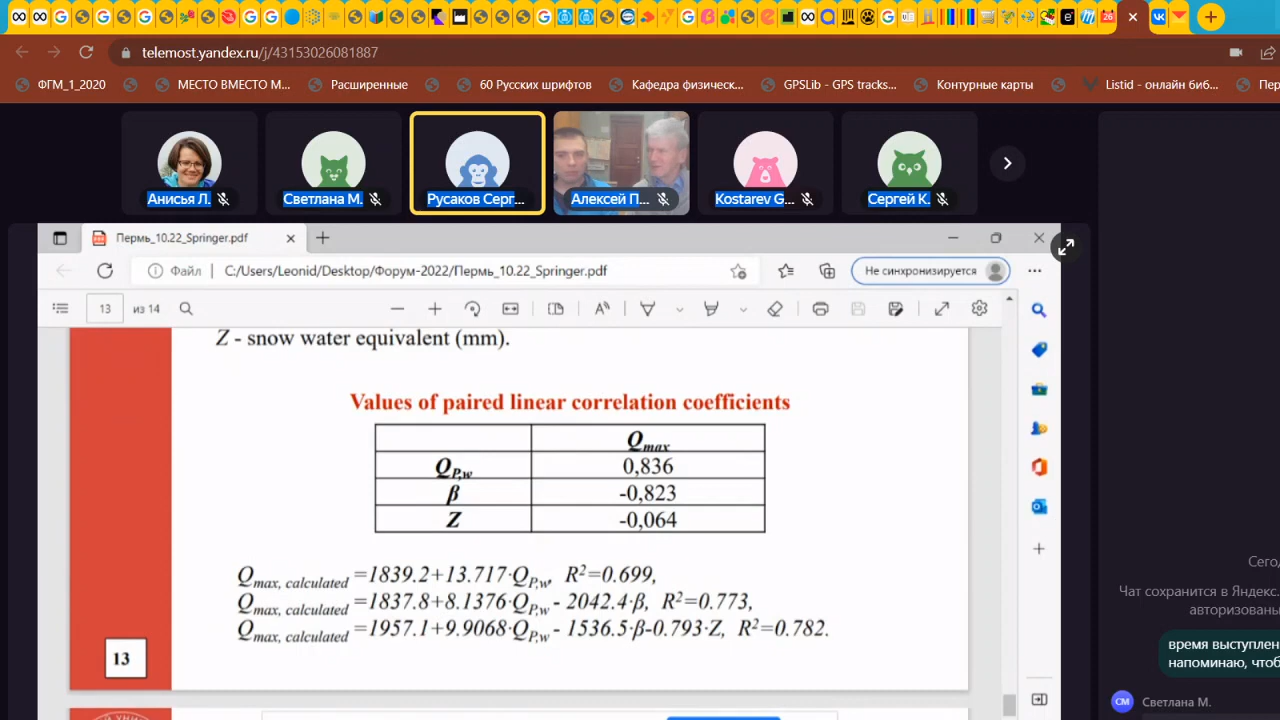 26
telemost.yandex.ru/j/43153026081887
ФГМ_1_2020
МЕСТО ВМЕСТО М...
Расширенные
60 Русских шрифтов
Кафедра физическ...
GPSLib - GPS tracks...
Контурные карты
Listid - онлайн биб...
Пер
Анисья Л.
Светлана М.
Русаков Серг...
Алексей П...
Kostarev G...
Сергей К.
Пермь_10.22_Springer.pdf
Файл
C:/Users/Leonid/Desktop/Форум-2022/Пермь_10.22_Springer.pdf
Не синхронизируется
13 из 14
Z - snow water equivalent (mm).
Values of paired linear correlation coefficients
Qmax
QP,w 0,836
β -0,823
Z -0,064
Qmax, calculated =1839.2+13.717·QP,w, R²=0.699,
Qmax, calculated =1837.8+8.1376·QP,w - 2042.4·β, R²=0.773,
Qmax, calculated =1957.1+9.9068·QP,w - 1536.5·β-0.793·Z, R²=0.782.
13
Сегод
Чат сохранится в Яндекс.
авторизованы
время выступлен
напоминаю, чтоб
СМ
Светлана М.